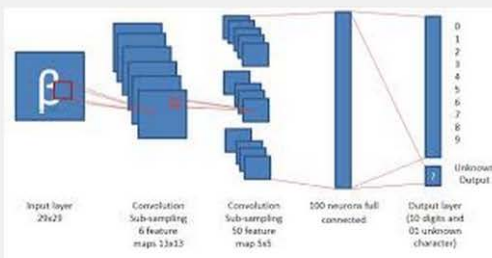 β
0
1
2
3
4
5
6
7
8
9
?
Unknown
Output
Input layer
29x29
Convolution
Sub-sampling
6 feature
maps 13x13
Convolution
Sub-sampling
50 feature
map 5x5
100 neurons full
connected
Output layer
(10 digits and
01 unknown
character)